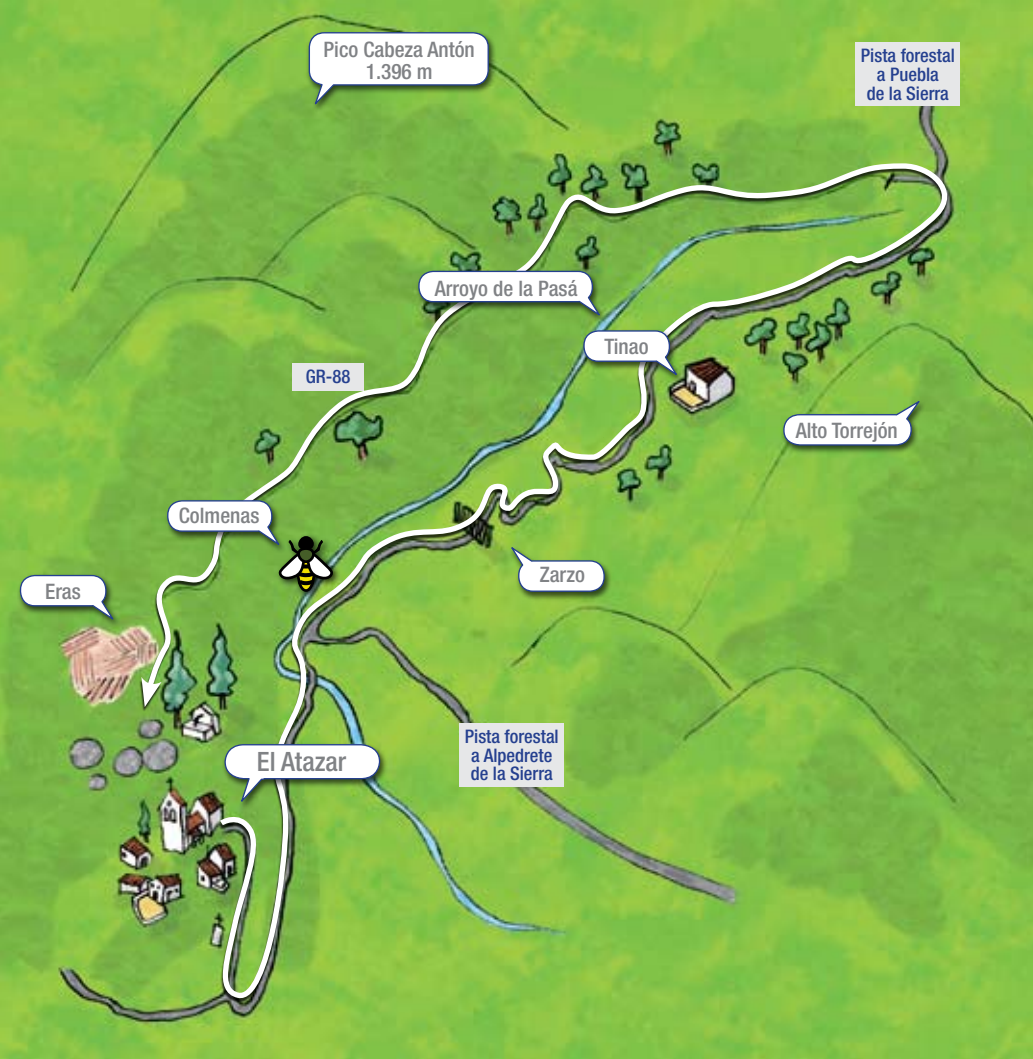 Pico Cabeza Antón
1.396 m
Pista forestal
a Puebla
de la Sierra
Arroyo de la Pasá
Tinao
GR-88
Alto Torrejón
Colmenas
Zarzo
Eras
Pista forestal
a Alpedrete
de la Sierra
El Atazar